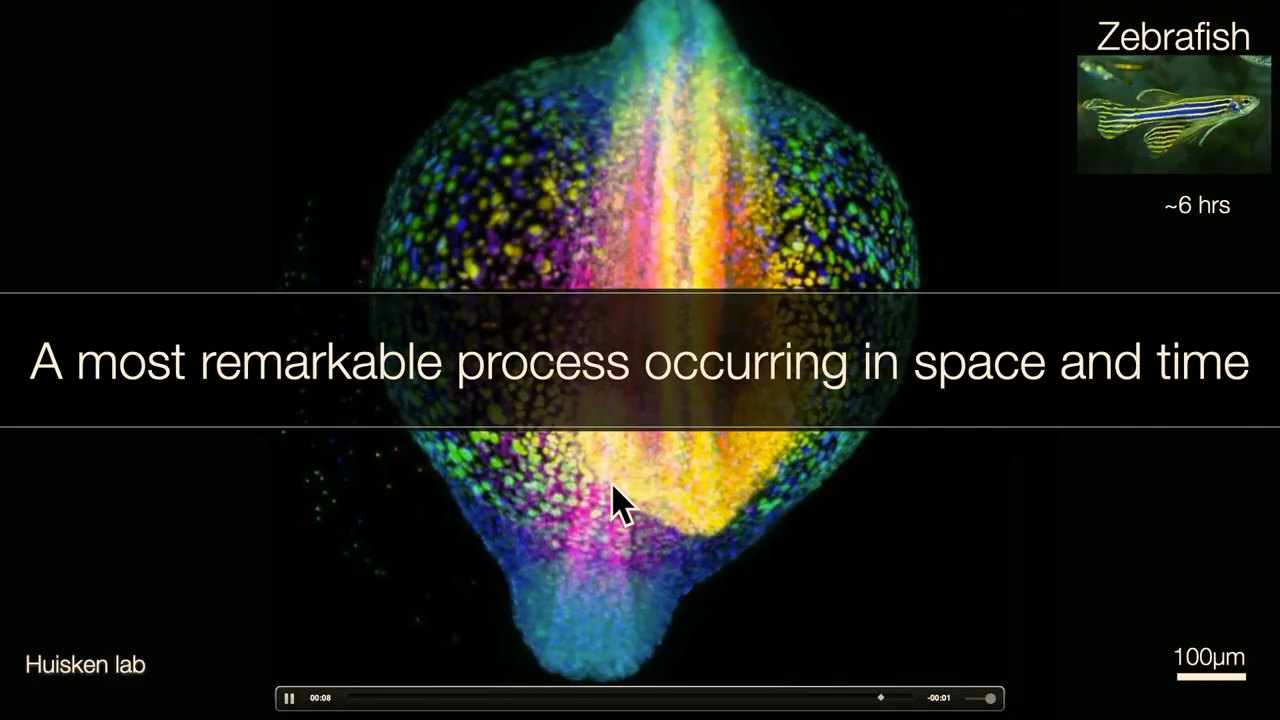 Zebrafish
~6 hrs
A most remarkable process occurring in space and time
Huisken lab
100µm
00:08
-00:01